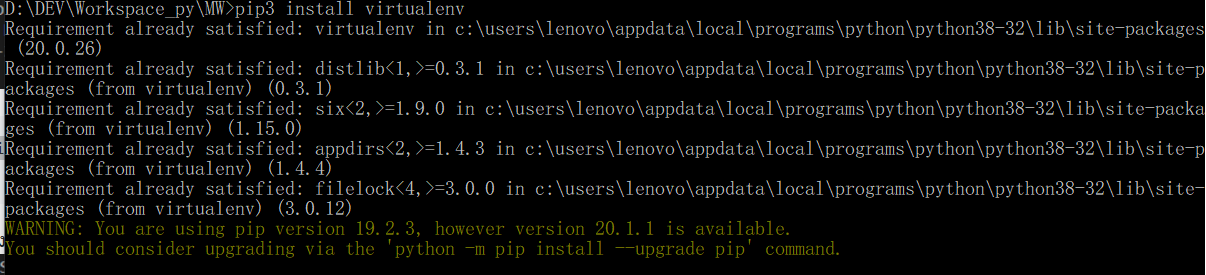 D:\DEV\Workspace_py\MW>pip3 install virtualenv
Requirement already satisfied: virtualenv in c:\users\lenovo\appdata\local\programs\python\python38-32\lib\site-packages
 (20.0.26)
Requirement already satisfied: distlib<1,>=0.3.1 in c:\users\lenovo\appdata\local\programs\python\python38-32\lib\site-p
ackages (from virtualenv) (0.3.1)
Requirement already satisfied: six<2,>=1.9.0 in c:\users\lenovo\appdata\local\programs\python\python38-32\lib\site-packa
ges (from virtualenv) (1.15.0)
Requirement already satisfied: appdirs<2,>=1.4.3 in c:\users\lenovo\appdata\local\programs\python\python38-32\lib\site-p
ackages (from virtualenv) (1.4.4)
Requirement already satisfied: filelock<4,>=3.0.0 in c:\users\lenovo\appdata\local\programs\python\python38-32\lib\site-
packages (from virtualenv) (3.0.12)
WARNING: You are using pip version 19.2.3, however version 20.1.1 is available.
You should consider upgrading via the 'python -m pip install --upgrade pip' command.